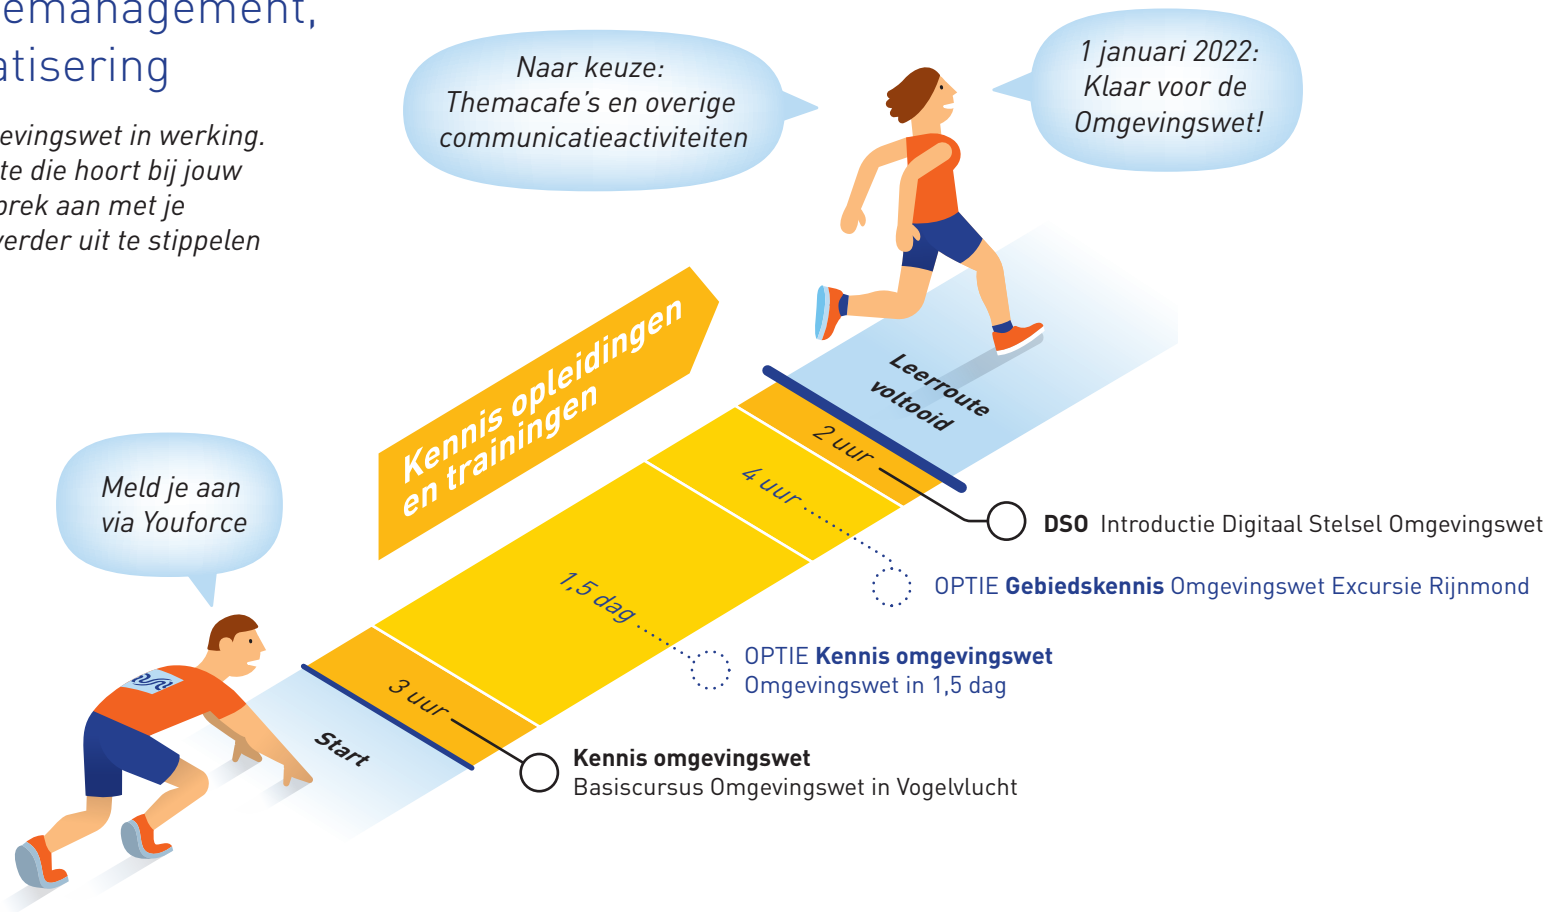 emanagement,
atisering
evingswet in werking.
te die hoort bij jouw
prek aan met je
verder uit te stippelen
Naar keuze:
Themacafe's en overige
communicatieactiviteiten
1 januari 2022:
Klaar voor de
Omgevingswet!
Kennis opleidingen
en trainingen
Leerroute
voltooid
2 uur
4 uur
DSO Introductie Digitaal Stelsel Omgevingswet
OPTIE Gebiedskennis Omgevingswet Excursie Rijnmond
Meld je aan
via Youforce
1,5 dag
OPTIE Kennis omgevingswet
Omgevingswet in 1,5 dag
3 uur
Start
Kennis omgevingswet
Basiscursus Omgevingswet in Vogelvlucht